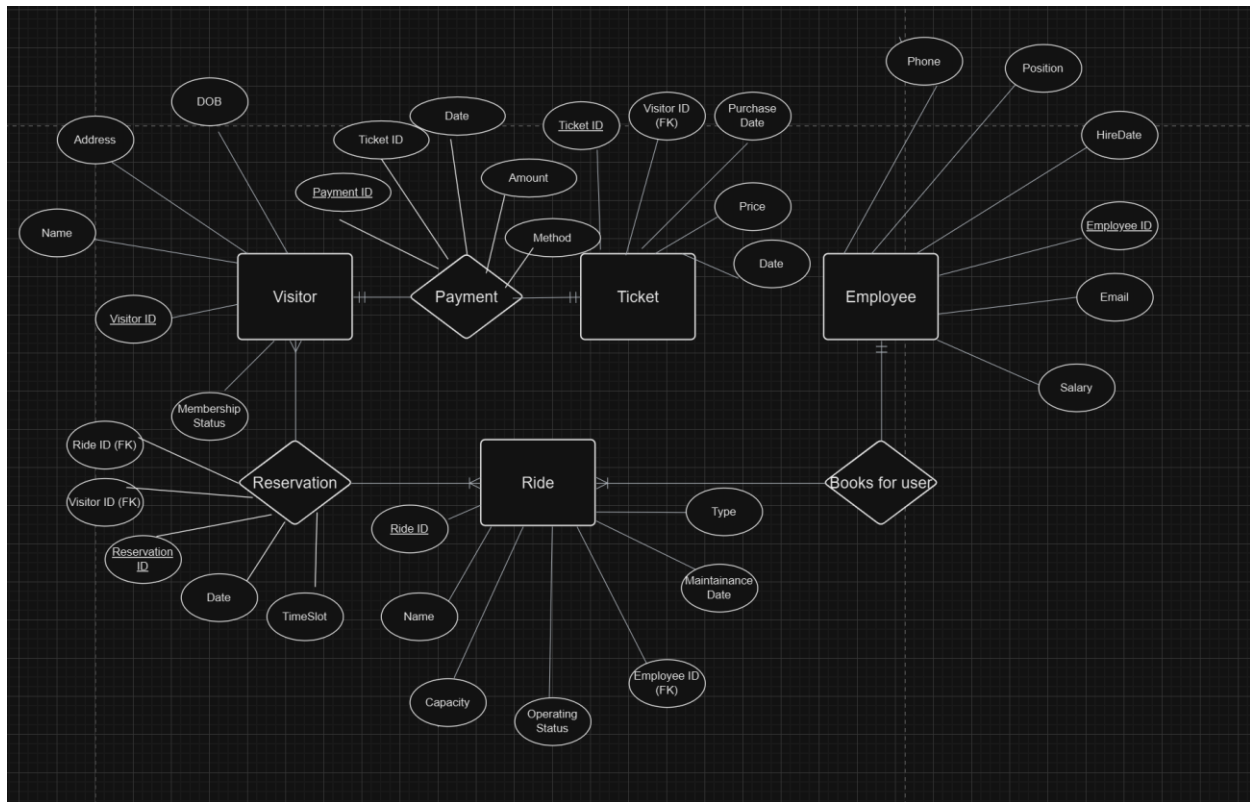 Phone
Position
DOB
Date
Visitor ID
(FK)
Purchase
Date
Ticket ID
Ticket ID
Address
HireDate
Payment ID
Amount
Name
Price
Employee ID
Method
Date
Visitor
Payment
Ticket
Employee
Email
Visitor ID
Salary
Membership
Status
Ride ID (FK)
Reservation
Ride
Books for user
Visitor ID (FK)
Type
Ride ID
Reservation
ID
Maintainance
Date
Date
TimeSlot
Name
Employee ID
(FK)
Capacity
Operating
Status